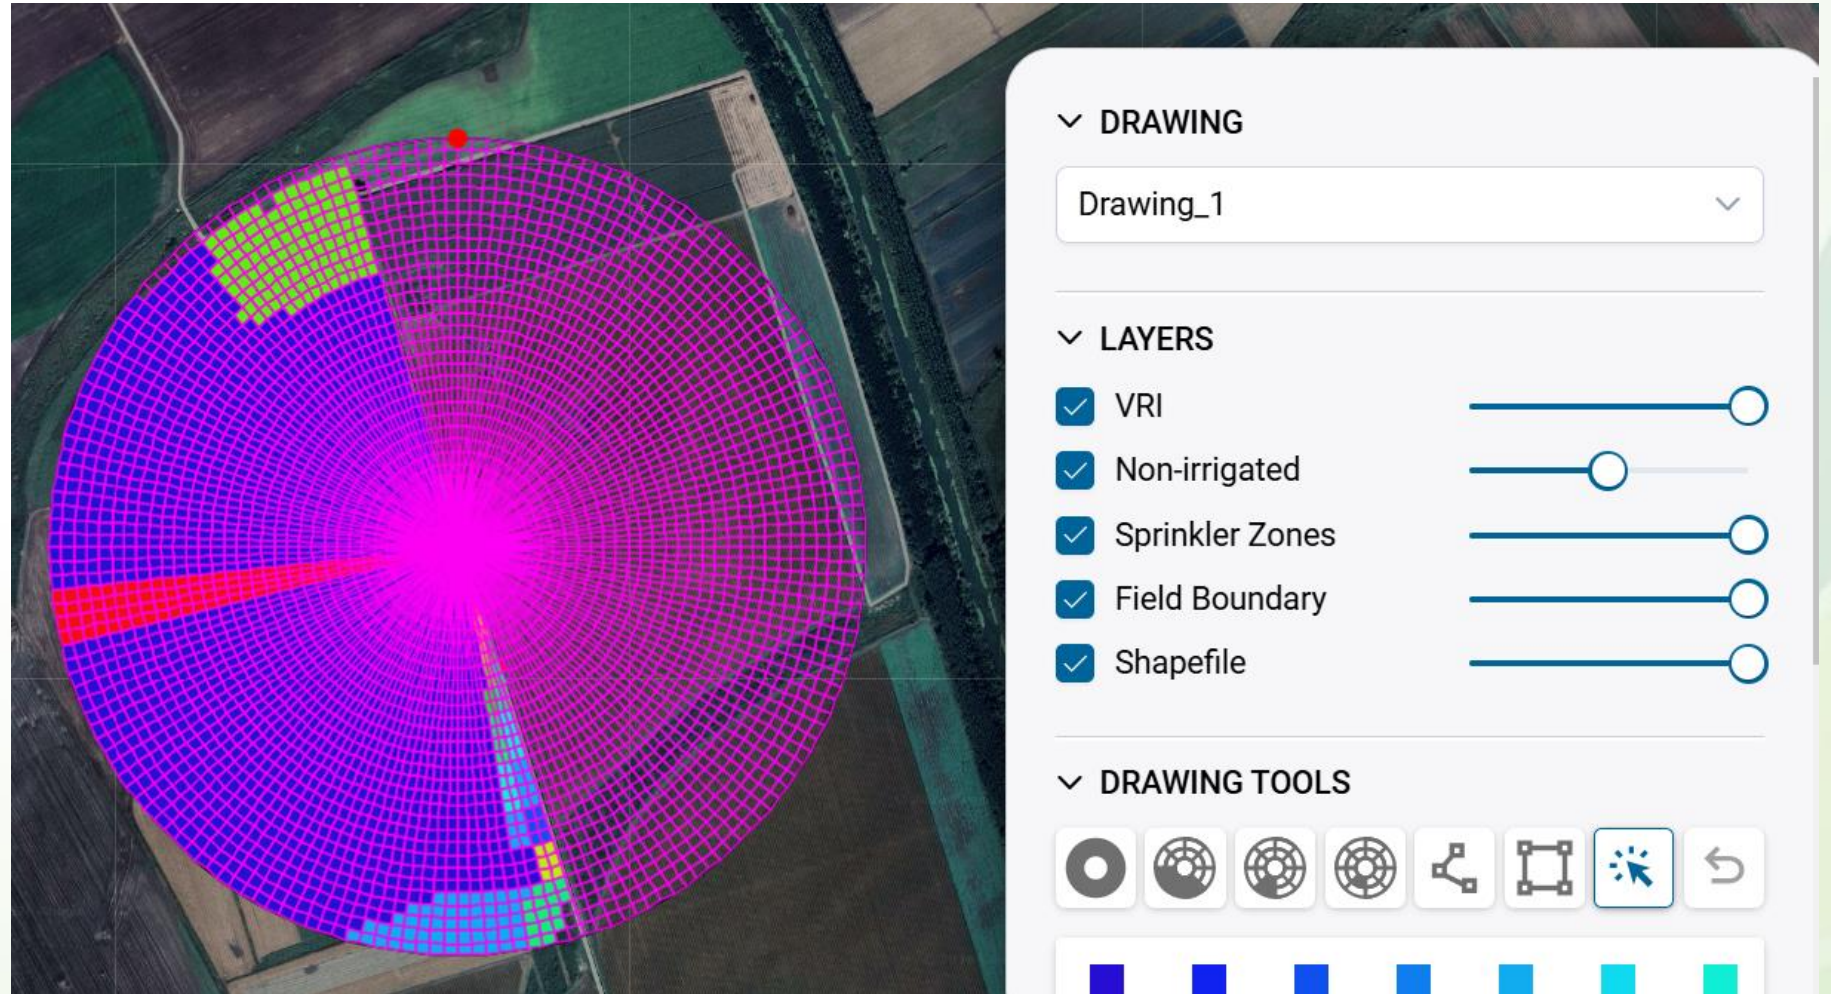 DRAWING
Drawing_1
LAYERS
VRI
Non-irrigated
Sprinkler Zones
Field Boundary
Shapefile
DRAWING TOOLS